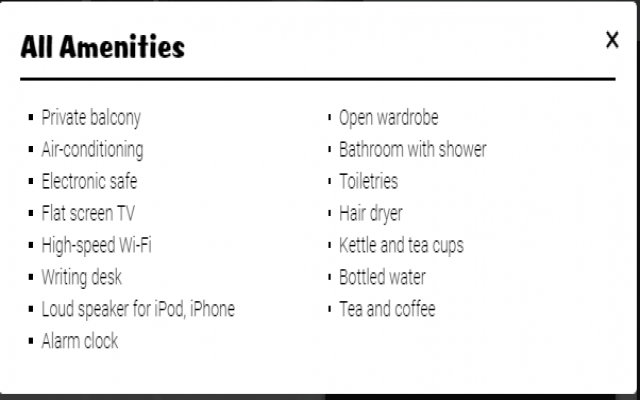 All Amenities
X
Private balcony
Air-conditioning
Electronic safe
Flat screen TV
High-speed Wi-Fi
Writing desk
Loud speaker for iPod, iPhone
Alarm clock
Open wardrobe
Bathroom with shower
Toiletries
Hair dryer
Kettle and tea cups
Bottled water
Tea and coffee